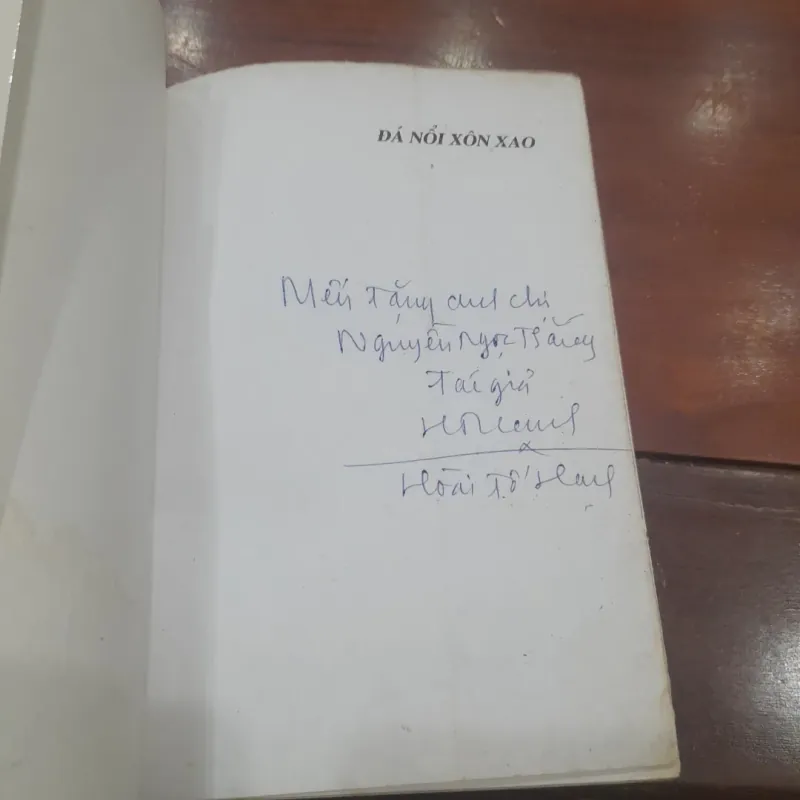 ĐÁ NỔI XÔN XAO
Mến tặng anh chị
Nguyễn Ngọc Thắng
Tác giả
Hoài Tố Hạnh